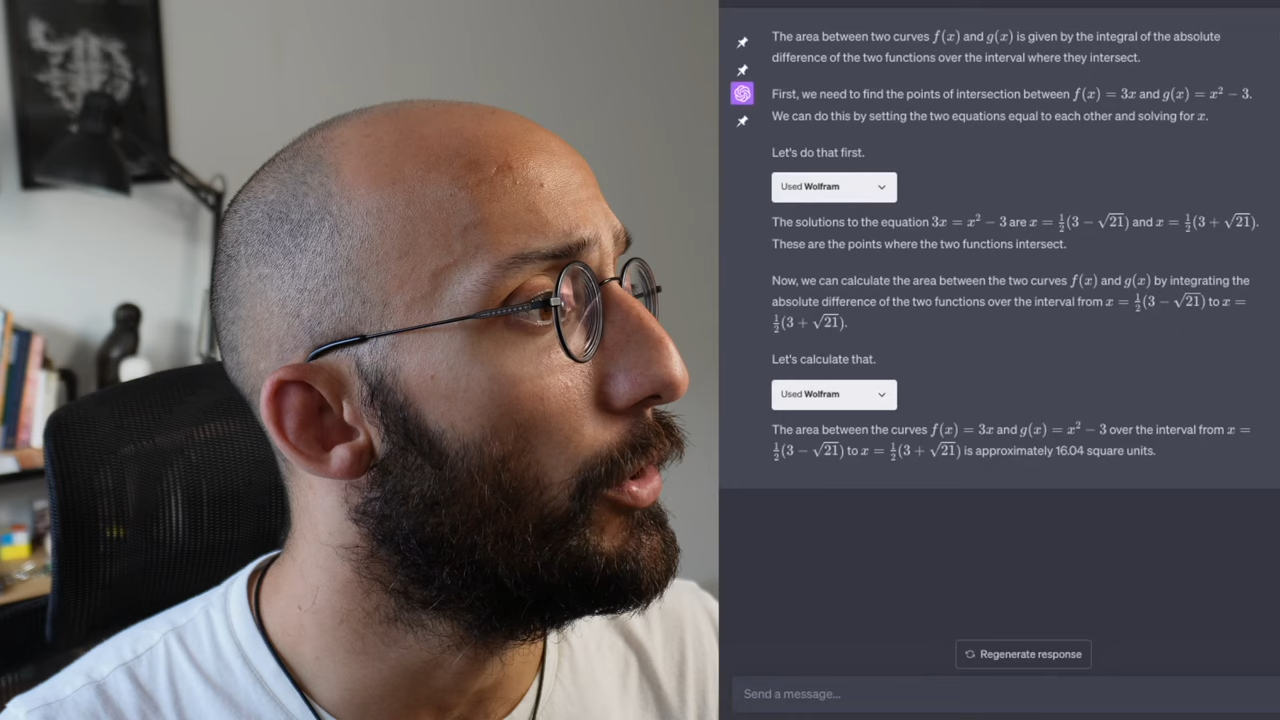 The area between two curves f(x) and g(x) is given by the integral of the absolute
difference of the two functions over the interval where they intersect.
First, we need to find the points of intersection between f(x) = 3x and g(x) = x² − 3.
We can do this by setting the two equations equal to each other and solving for x.
Let's do that first.
Used Wolfram
The solutions to the equation 3x = x² − 3 are x = ½(3 − √21) and x = ½(3 + √21).
These are the points where the two functions intersect.
Now, we can calculate the area between the two curves f(x) and g(x) by integrating the
absolute difference of the two functions over the interval from x = ½(3 − √21) to x =
½(3 + √21).
Let's calculate that.
Used Wolfram
The area between the curves f(x) = 3x and g(x) = x² − 3 over the interval from x =
½(3 − √21) to x = ½(3 + √21) is approximately 16.04 square units.
Regenerate response
Send a message...